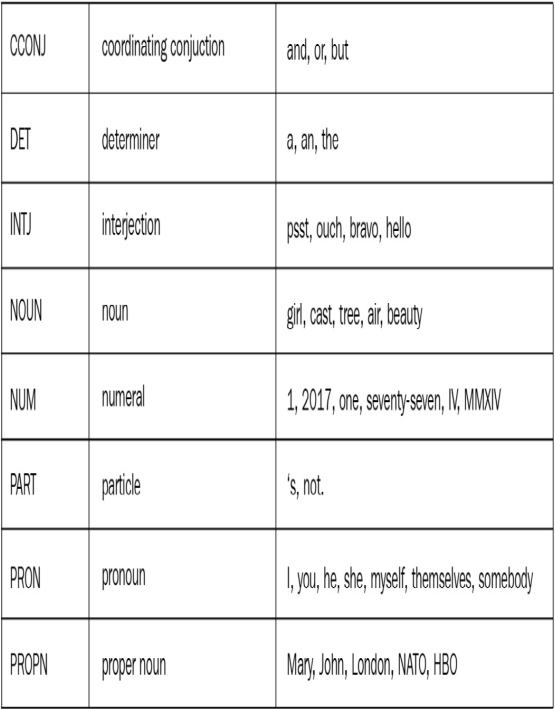 CCONJ coordinating conjuction and, or, but
DET determiner a, an, the
INTJ interjection psst, ouch, bravo, hello
NOUN noun girl, cast, tree, air, beauty
NUM numeral 1, 2017, one, seventy-seven, IV, MMXIV
PART particle ‘s, not.
PRON pronoun I, you, he, she, myself, themselves, somebody
PROPN proper noun Mary, John, London, NATO, HBO